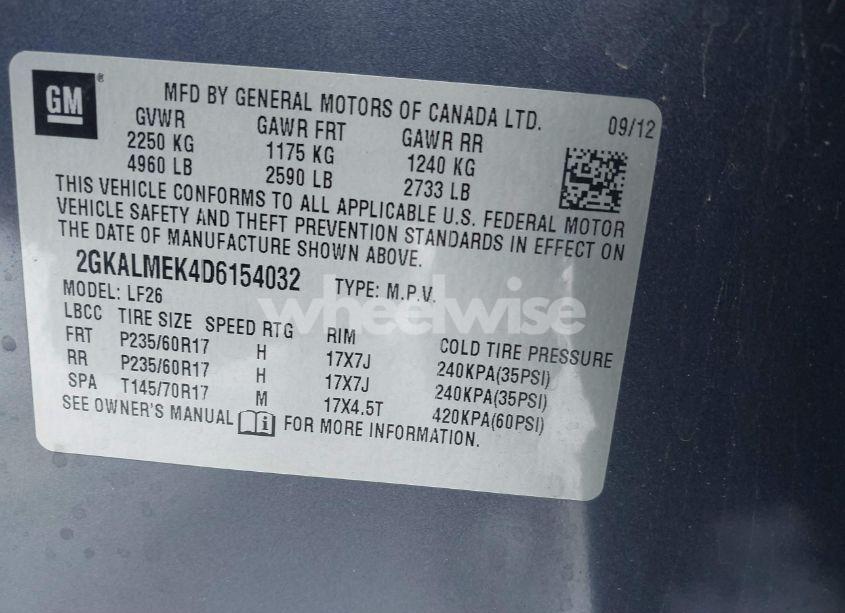 GM
MFD BY GENERAL MOTORS OF CANADA LTD.
09/12
GVWR GAWR FRT GAWR RR
2250 KG 1175 KG 1240 KG
4960 LB 2590 LB 2733 LB
THIS VEHICLE CONFORMS TO ALL APPLICABLE U.S. FEDERAL MOTOR
VEHICLE SAFETY AND THEFT PREVENTION STANDARDS IN EFFECT ON
THE DATE OF MANUFACTURE SHOWN ABOVE.
2GKALMEK4D6154032 TYPE: M.P.V.
MODEL: LF26
LBCC TIRE SIZE SPEED RTG RIM COLD TIRE PRESSURE
FRT P235/60R17 H 17X7J 240KPA(35PSI)
RR P235/60R17 H 17X7J 240KPA(35PSI)
SPA T145/70R17 M 17X4.5T 420KPA(60PSI)
SEE OWNER'S MANUAL i FOR MORE INFORMATION.
wheelwise